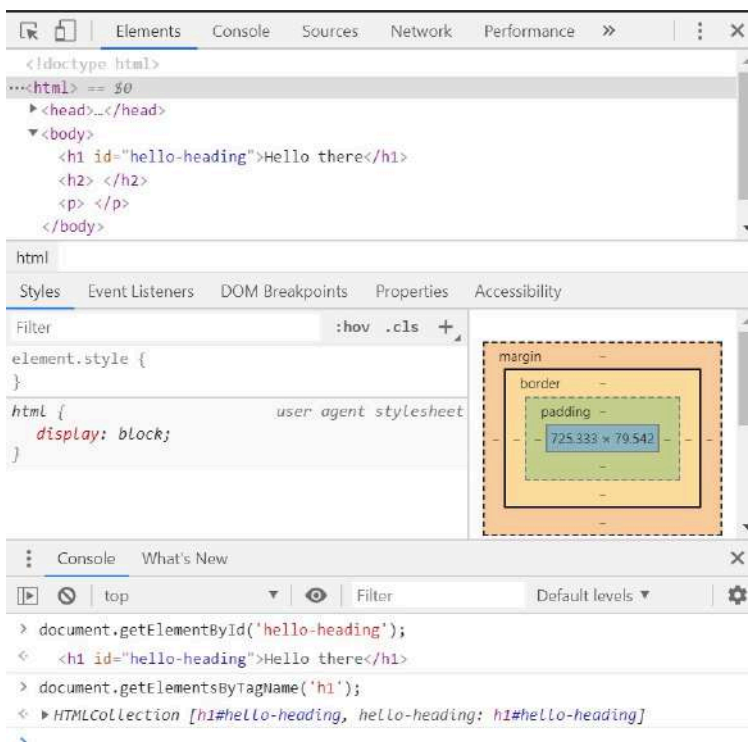 Elements Console Sources Network Performance »
<!doctype html>
···<html> == $0
▶<head>…</head>
▼<body>
<h1 id="hello-heading">Hello there</h1>
<h2> </h2>
<p> </p>
</body>
html
Styles Event Listeners DOM Breakpoints Properties Accessibility
Filter :hov .cls +
element.style {
}
html { user agent stylesheet
display: block;
}
margin –
border –
padding –
– – – 725.333 × 79.542 – – –
–
–
–
Console What's New
top ▼ Filter Default levels ▼
> document.getElementById('hello-heading');
<h1 id="hello-heading">Hello there</h1>
> document.getElementsByTagName('h1');
▶ HTMLCollection [h1#hello-heading, hello-heading: h1#hello-heading]